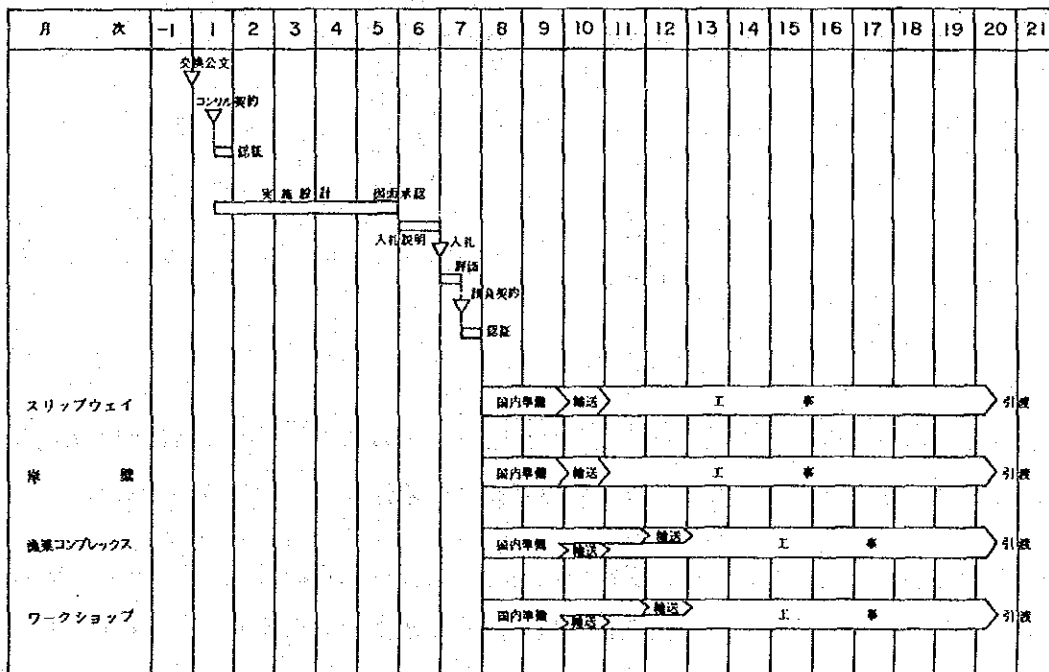 月 次 -1 1 2 3 4 5 6 7 8 9 10 11 12 13 14 15 16 17 18 19 20 21
交換公文
コンサル契約
認証
実施設計 図面承認
入札説明 入札
評価
請負契約
認証
スリップウェイ 国内準備 輸送 工 事 引渡
岸 壁 国内準備 輸送 工 事 引渡
漁業コンプレックス 国内準備 輸送 輸送 工 事 引渡
ワークショップ 国内準備 輸送 輸送 工 事 引渡